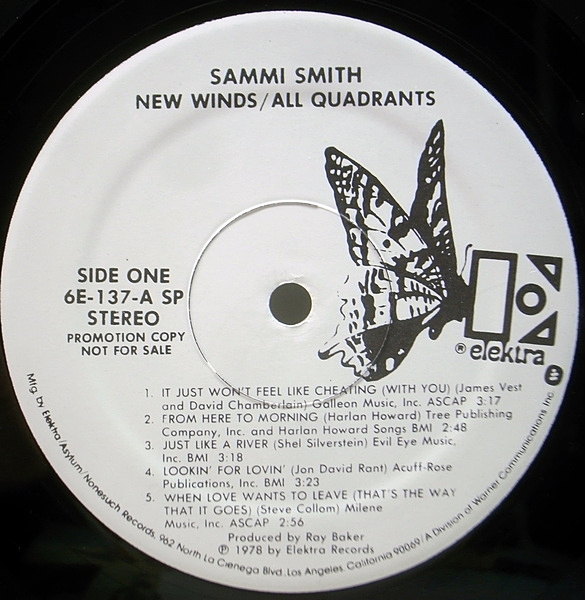 SAMMI SMITH
NEW WINDS/ALL QUADRANTS
SIDE ONE
6E-137-A SP
STEREO
PROMOTION COPY
NOT FOR SALE
® elektra
1. IT JUST WON'T FEEL LIKE CHEATING (WITH YOU) (James Vest
and David Chamberlain) Galleon Music, Inc. ASCAP 3:17
2. FROM HERE TO MORNING (Harlan Howard) Tree Publishing
Company, Inc. and Harlan Howard Songs BMI 2:48
3. JUST LIKE A RIVER (Shel Silverstein) Evil Eye Music,
Inc. BMI 3:18
4. LOOKIN' FOR LOVIN' (Jon David Rant) Acuff-Rose
Publications, Inc. BMI 3:23
5. WHEN LOVE WANTS TO LEAVE (THAT'S THE WAY
THAT IT GOES) (Steve Collom) Milene
Music, Inc. ASCAP 2:56
Produced by Ray Baker
℗ 1978 by Elektra Records
Mfg. by Elektra/Asylum/Nonesuch Records, 962 North La Cienega Blvd., Los Angeles, California 90069/A Division of Warner Communications Inc.